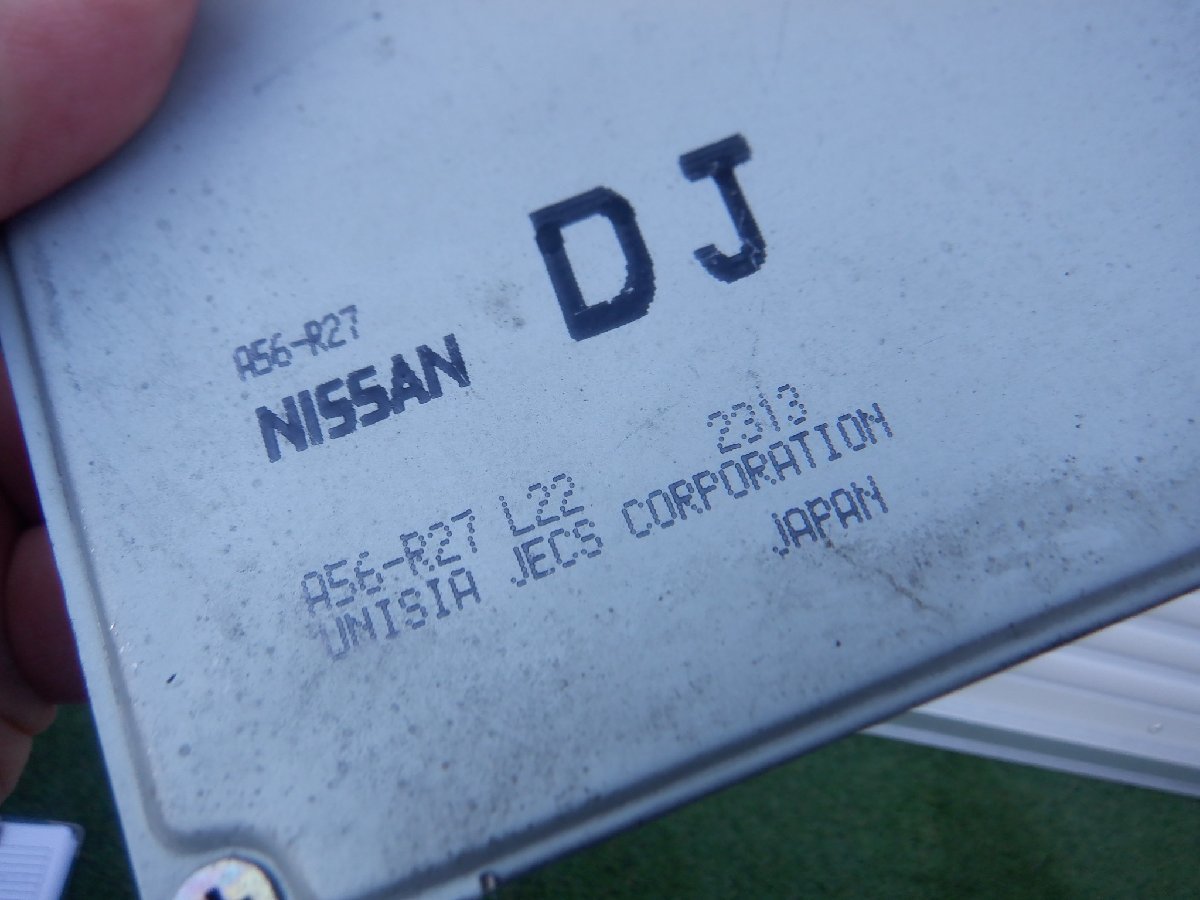 DJ
A56-R27
NISSAN
A56-R27 L22 2313
UNISIA JECS CORPORATION
JAPAN